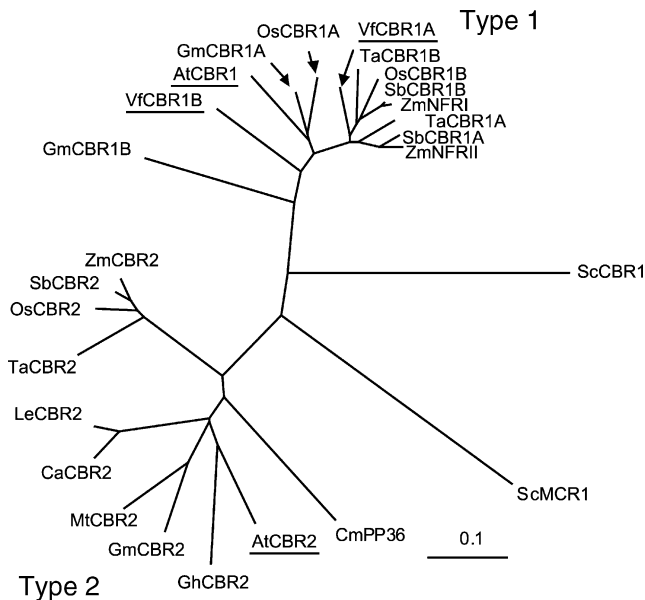 Type 1
OsCBR1A
VfCBR1A
GmCBR1A
TaCBR1B
AtCBR1
OsCBR1B
SbCBR1B
VfCBR1B
ZmNFRI
TaCBR1A
SbCBR1A
GmCBR1B
ZmNFRII
ZmCBR2
ScCBR1
SbCBR2
OsCBR2
TaCBR2
LeCBR2
CaCBR2
ScMCR1
MtCBR2
CmPP36
0.1
AtCBR2
GmCBR2
GhCBR2
Type 2